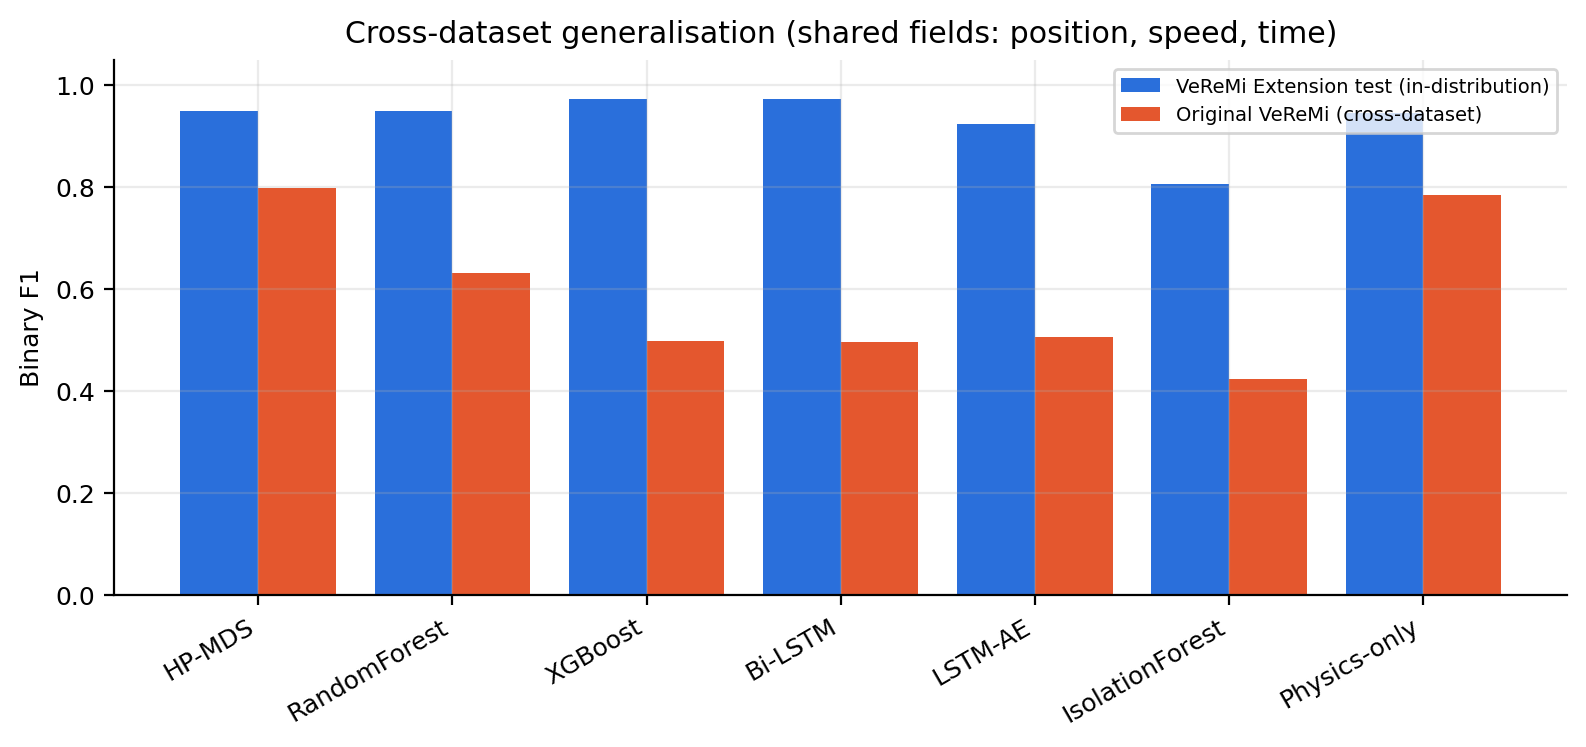 Cross-dataset generalisation (shared fields: position, speed, time)
VeReMi Extension test (in-distribution)
Original VeReMi (cross-dataset)
Binary F1
1.0
0.8
0.6
0.4
0.2
0.0
HP-MDS
RandomForest
XGBoost
Bi-LSTM
LSTM-AE
IsolationForest
Physics-only